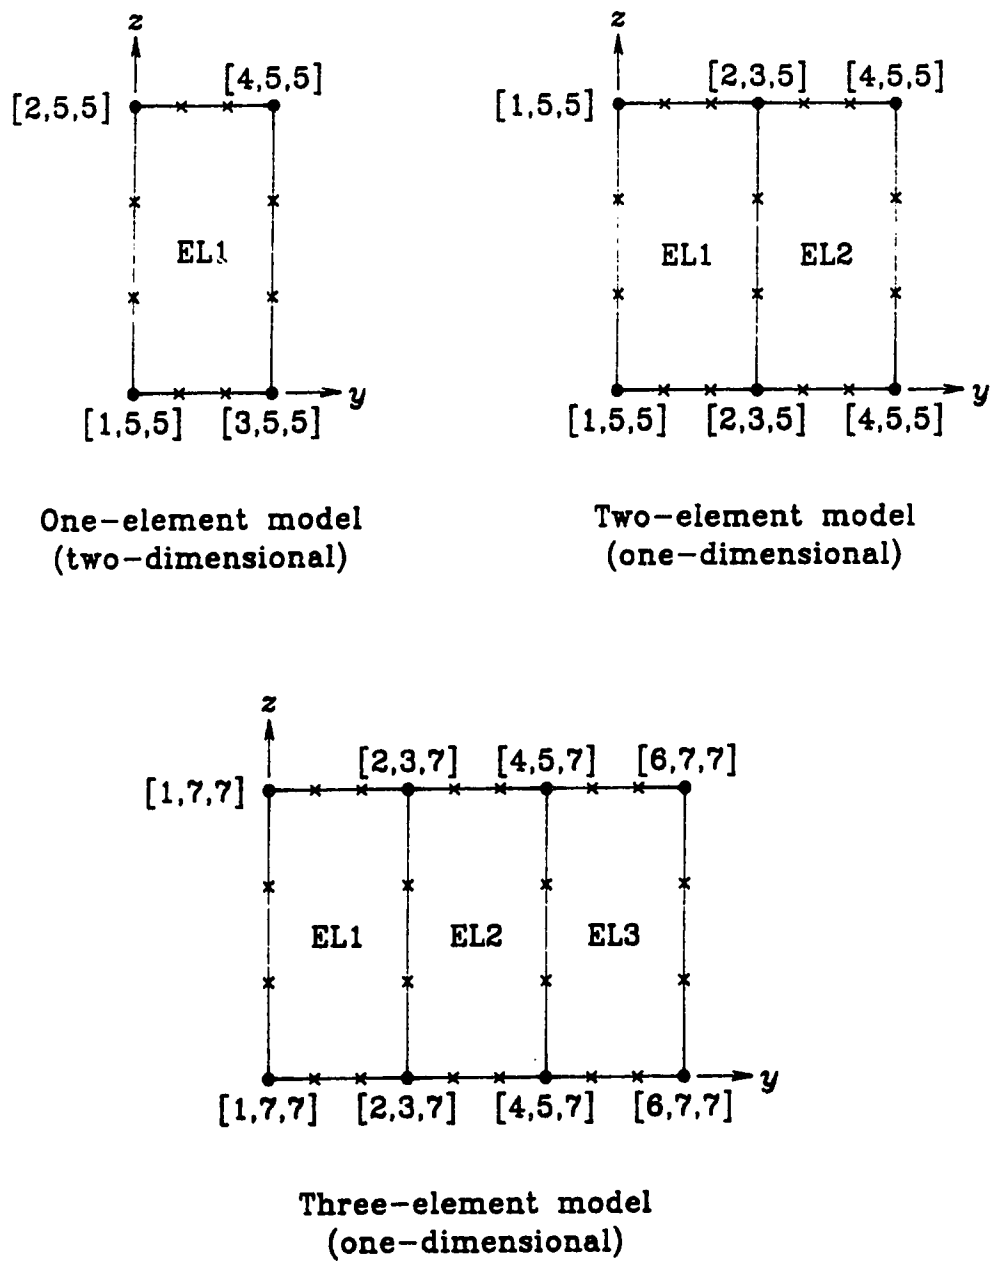 z
[4,5,5]
[2,5,5]
EL1
y
[1,5,5] [3,5,5]
One-element model
(two-dimensional)
z
[2,3,5] [4,5,5]
[1,5,5]
EL1 EL2
y
[1,5,5] [2,3,5] [4,5,5]
Two-element model
(one-dimensional)
z
[2,3,7] [4,5,7] [6,7,7]
[1,7,7]
EL1 EL2 EL3
y
[1,7,7] [2,3,7] [4,5,7] [6,7,7]
Three-element model
(one-dimensional)